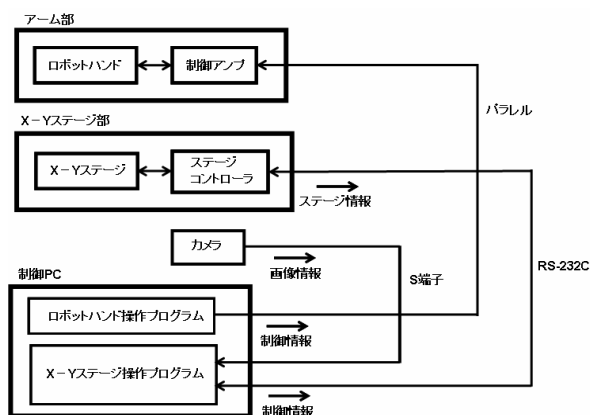 アーム部
ロボットハンド
制御アンプ
パラレル
X－Yステージ部
X－Yステージ
ステージ
コントローラ
ステージ情報
カメラ
画像情報
RS-232C
S端子
制御PC
ロボットハンド操作プログラム
制御情報
X－Yステージ操作プログラム
制御情報